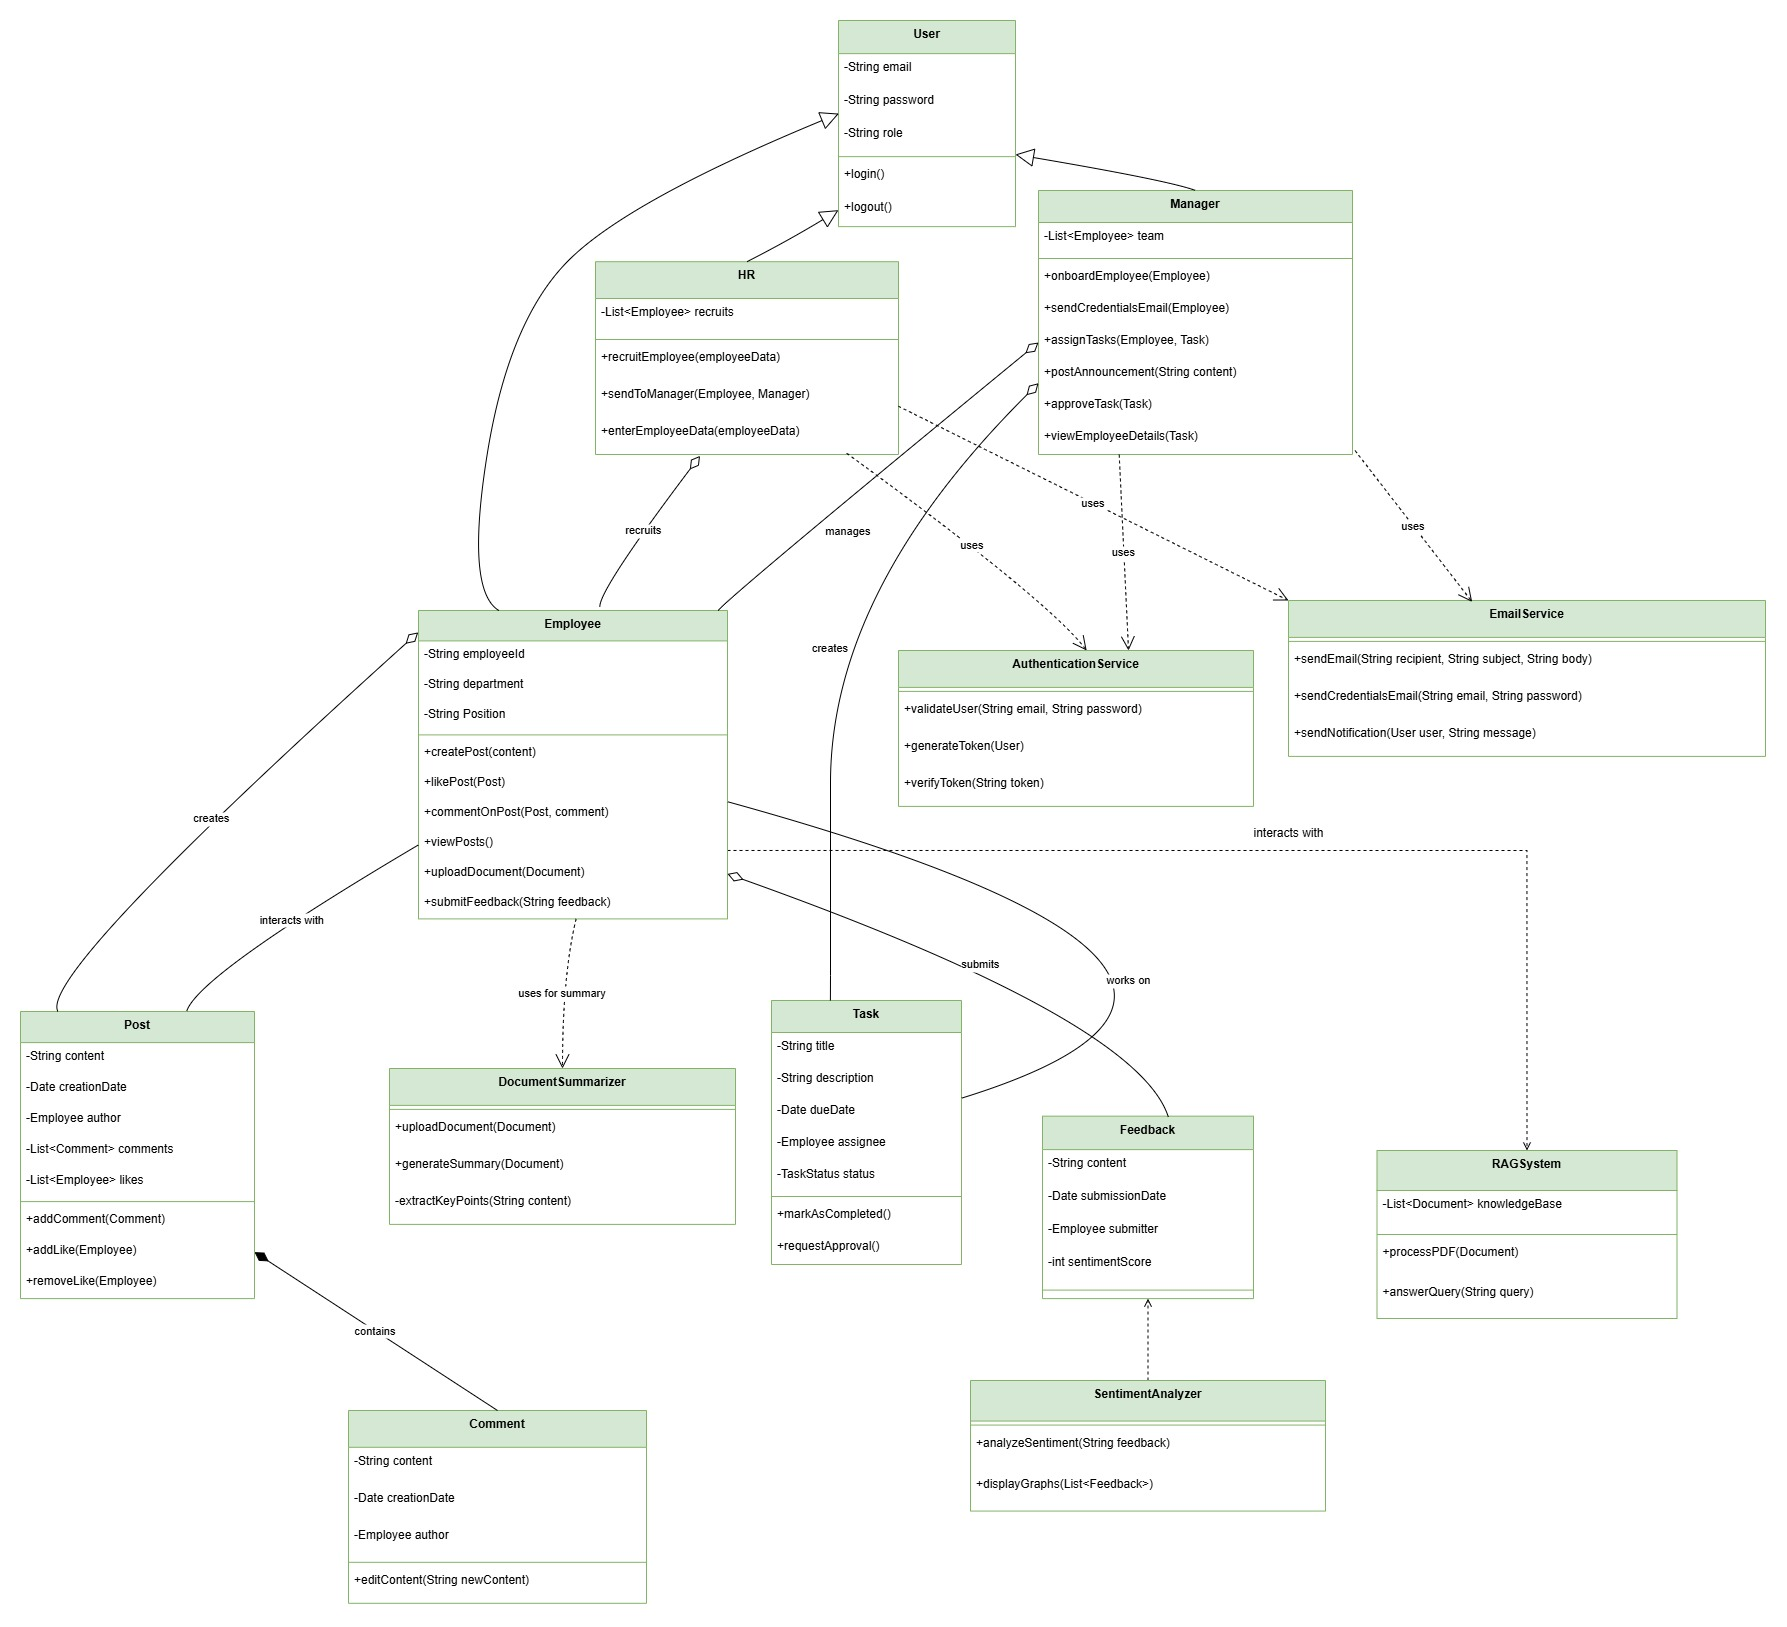 User
-String email
-String password
-String role
+login()
+logout()
Manager
-List<Employee> team
+onboardEmployee(Employee)
+sendCredentialsEmail(Employee)
+assignTasks(Employee, Task)
+postAnnouncement(String content)
+approveTask(Task)
+viewEmployeeDetails(Task)
HR
-List<Employee> recruits
+recruitEmployee(employeeData)
+sendToManager(Employee, Manager)
+enterEmployeeData(employeeData)
recruits
manages
uses
uses
uses
uses
creates
Employee
-String employeeId
-String department
-String Position
+createPost(content)
+likePost(Post)
+commentOnPost(Post, comment)
+viewPosts()
+uploadDocument(Document)
+submitFeedback(String feedback)
AuthenticationService
+validateUser(String email, String password)
+generateToken(User)
+verifyToken(String token)
EmailService
+sendEmail(String recipient, String subject, String body)
+sendCredentialsEmail(String email, String password)
+sendNotification(User user, String message)
creates
interacts with
interacts with
uses for summary
submits
works on
Post
-String content
-Date creationDate
-Employee author
-List<Comment> comments
-List<Employee> likes
+addComment(Comment)
+addLike(Employee)
+removeLike(Employee)
DocumentSummarizer
+uploadDocument(Document)
+generateSummary(Document)
-extractKeyPoints(String content)
Task
-String title
-String description
-Date dueDate
-Employee assignee
-TaskStatus status
+markAsCompleted()
+requestApproval()
Feedback
-String content
-Date submissionDate
-Employee submitter
-int sentimentScore
RAGSystem
-List<Document> knowledgeBase
+processPDF(Document)
+answerQuery(String query)
contains
Comment
-String content
-Date creationDate
-Employee author
+editContent(String newContent)
SentimentAnalyzer
+analyzeSentiment(String feedback)
+displayGraphs(List<Feedback>)